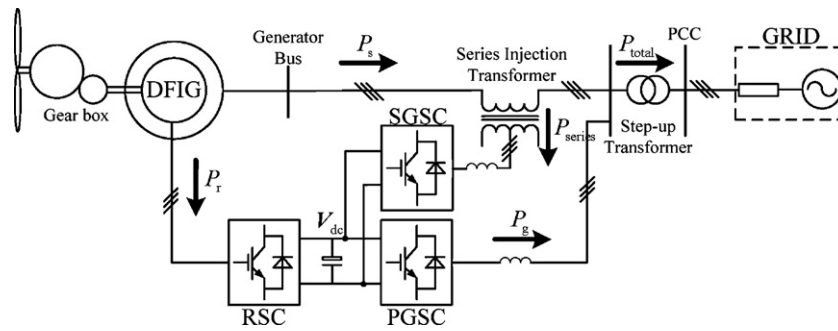 Generator
Bus
P_s
Series Injection
Transformer
P_total
PCC
GRID
DFIG
Gear box
SGSC
P_series
Step-up
Transformer
P_r
V_dc
P_g
RSC
PGSC